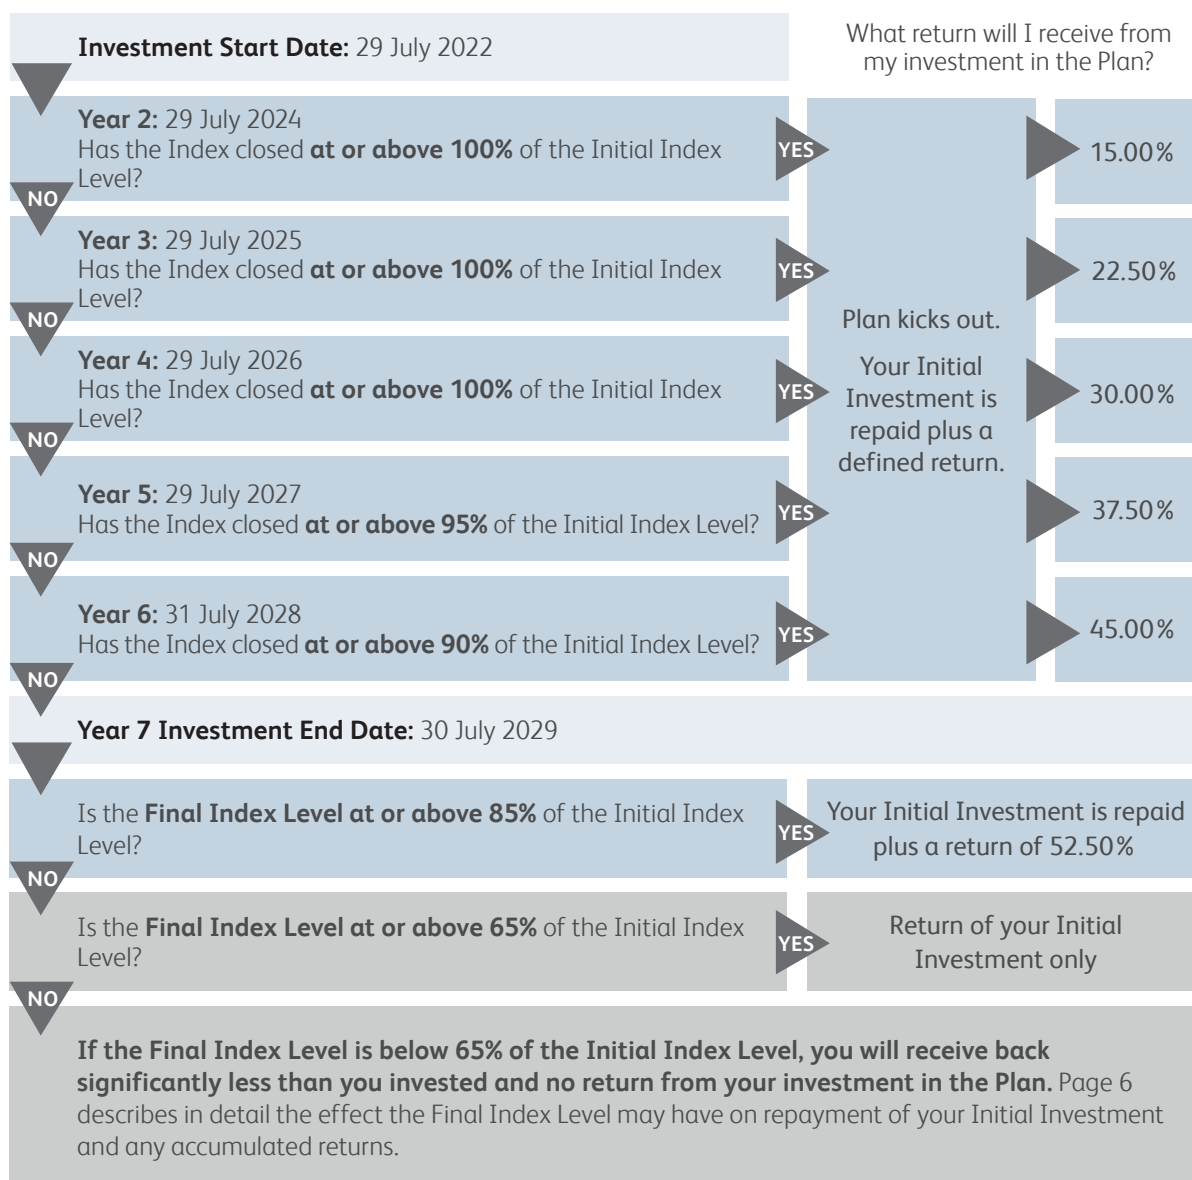 Investment Start Date: 29 July 2022
What return will I receive from
my investment in the Plan?
Year 2: 29 July 2024
Has the Index closed at or above 100% of the Initial Index
Level?
YES
15.00%
NO
Year 3: 29 July 2025
Has the Index closed at or above 100% of the Initial Index
Level?
YES
22.50%
NO
Year 4: 29 July 2026
Has the Index closed at or above 100% of the Initial Index
Level?
YES
30.00%
NO
Plan kicks out.
Your Initial
Investment is
repaid plus a
defined return.
Year 5: 29 July 2027
Has the Index closed at or above 95% of the Initial Index Level?
YES
37.50%
NO
Year 6: 31 July 2028
Has the Index closed at or above 90% of the Initial Index Level?
YES
45.00%
NO
Year 7 Investment End Date: 30 July 2029
Is the Final Index Level at or above 85% of the Initial Index
Level?
YES
Your Initial Investment is repaid
plus a return of 52.50%
NO
Is the Final Index Level at or above 65% of the Initial Index
Level?
YES
Return of your Initial
Investment only
NO
If the Final Index Level is below 65% of the Initial Index Level, you will receive back
significantly less than you invested and no return from your investment in the Plan. Page 6
describes in detail the effect the Final Index Level may have on repayment of your Initial Investment
and any accumulated returns.